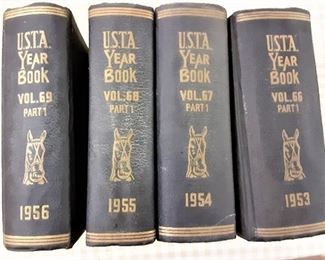 U.S.T.A.
YEAR
BOOK
VOL.69
PART 1
1956
U.S.T.A.
YEAR
BOOK
VOL.68
PART 1
1955
U.S.T.A.
YEAR
BOOK
VOL.67
PART 1
1954
U.S.T.A.
YEAR
BOOK
VOL.66
PART 1
1953